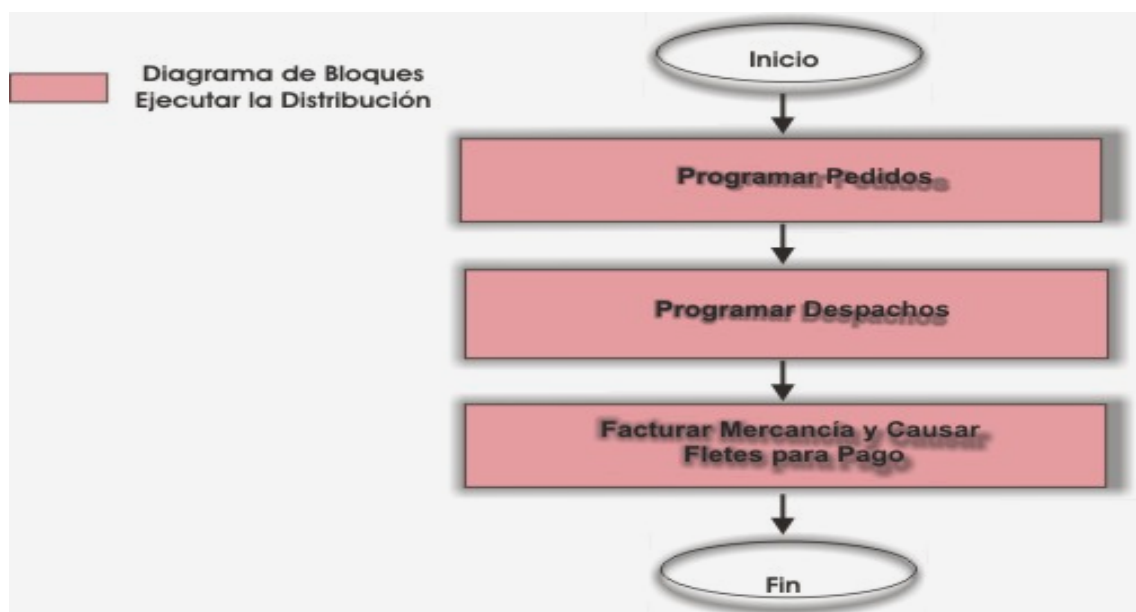 Diagrama de Bloques
Ejecutar la Distribución
Inicio
Programar Pedidos
Programar Despachos
Facturar Mercancía y Causar
Fletes para Pago
Fin